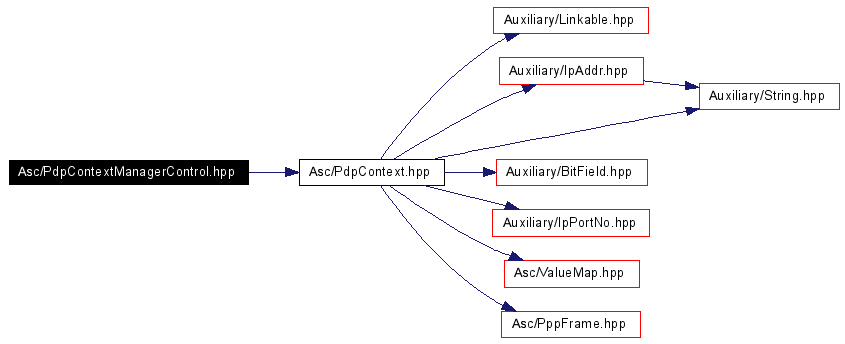 Auxiliary/Linkable.hpp
Auxiliary/IpAddr.hpp
Auxiliary/String.hpp
Asc/PdpContextManagerControl.hpp
Asc/PdpContext.hpp
Auxiliary/BitField.hpp
Auxiliary/IpPortNo.hpp
Asc/ValueMap.hpp
Asc/PppFrame.hpp